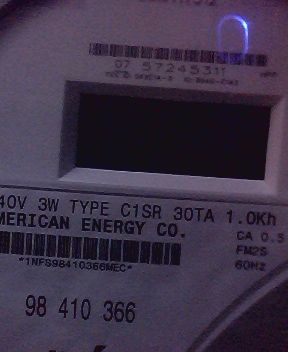 07 57245311
40V 3W TYPE C1SR 30TA 1.0Kh
MERICAN ENERGY CO.
CA 0.5
FM2S
60Hz
*1NFS98410366MEC*
98 410 366